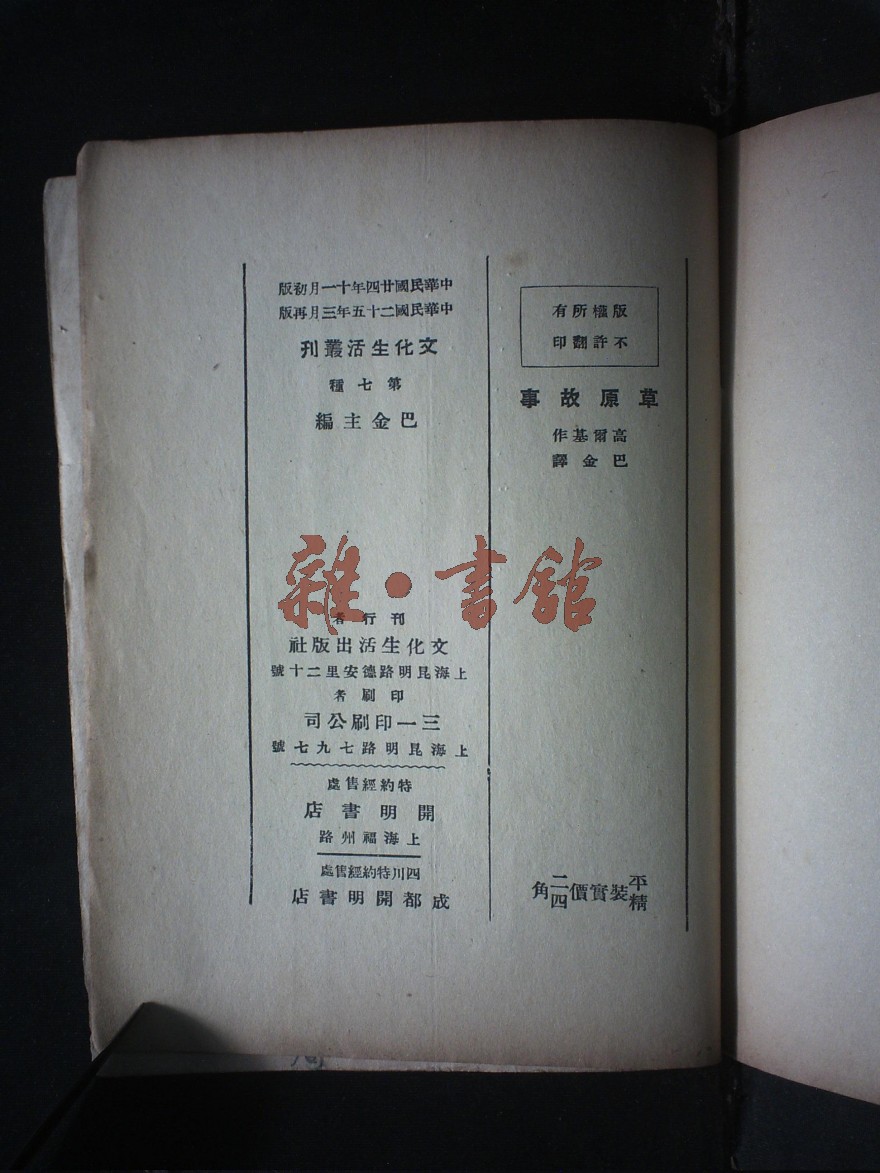 版權所有
不許翻印
草原故事
高爾基作
巴金譯
平精裝實價二四角
中華民國廿四年十一月初版
中華民國二十五年三月再版
文化生活叢刊
第七種
巴金主編
雜·書館
刊行者
文化生活出版社
上海昆明路德安里二十號
印刷者
三一印刷公司
上海昆明路七九七號
特約經售處
開明書店
上海福州路
四川特約經售處
成都開明書店